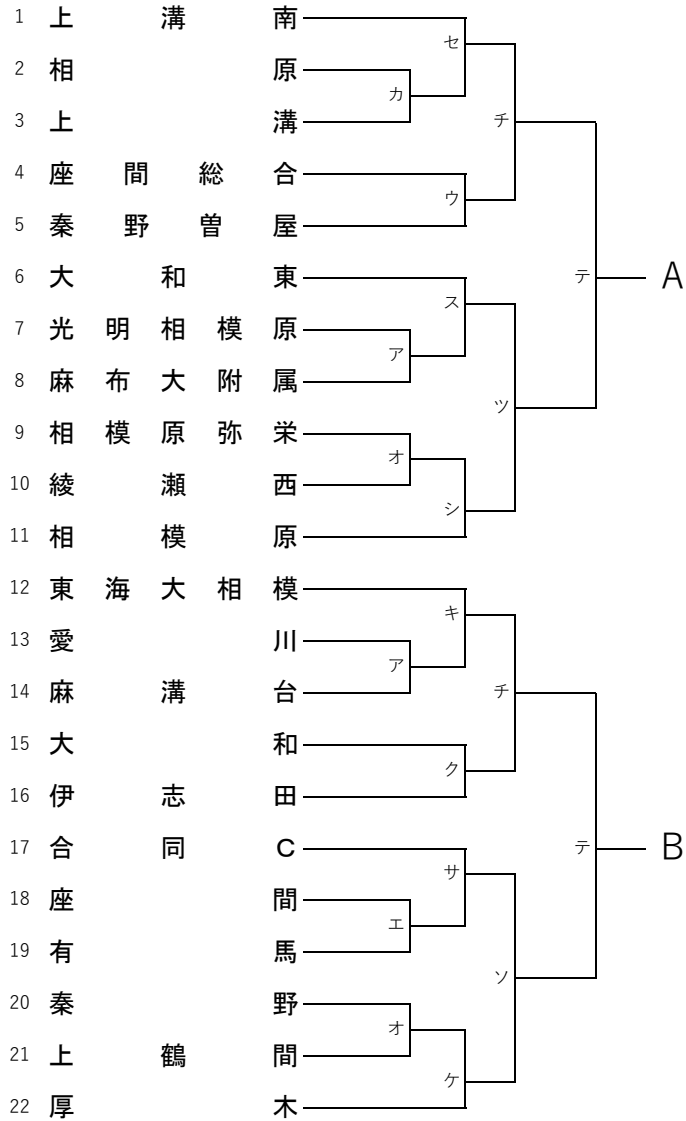 1 上溝南
セ
2 相原
カ
3 上溝
チ
4 座間総合
ウ
5 秦野曽屋
6 大和東
テ A
ス
7 光明相模原
ア
8 麻布大附属
ツ
9 相模原弥栄
オ
10 綾瀬西
シ
11 相模原
12 東海大相模
キ
13 愛川
ア
14 麻溝台
チ
15 大和
ク
16 伊志田
17 合同C
テ B
サ
18 座間
エ
19 有馬
ソ
20 秦野
オ
21 上鶴間
ケ
22 厚木